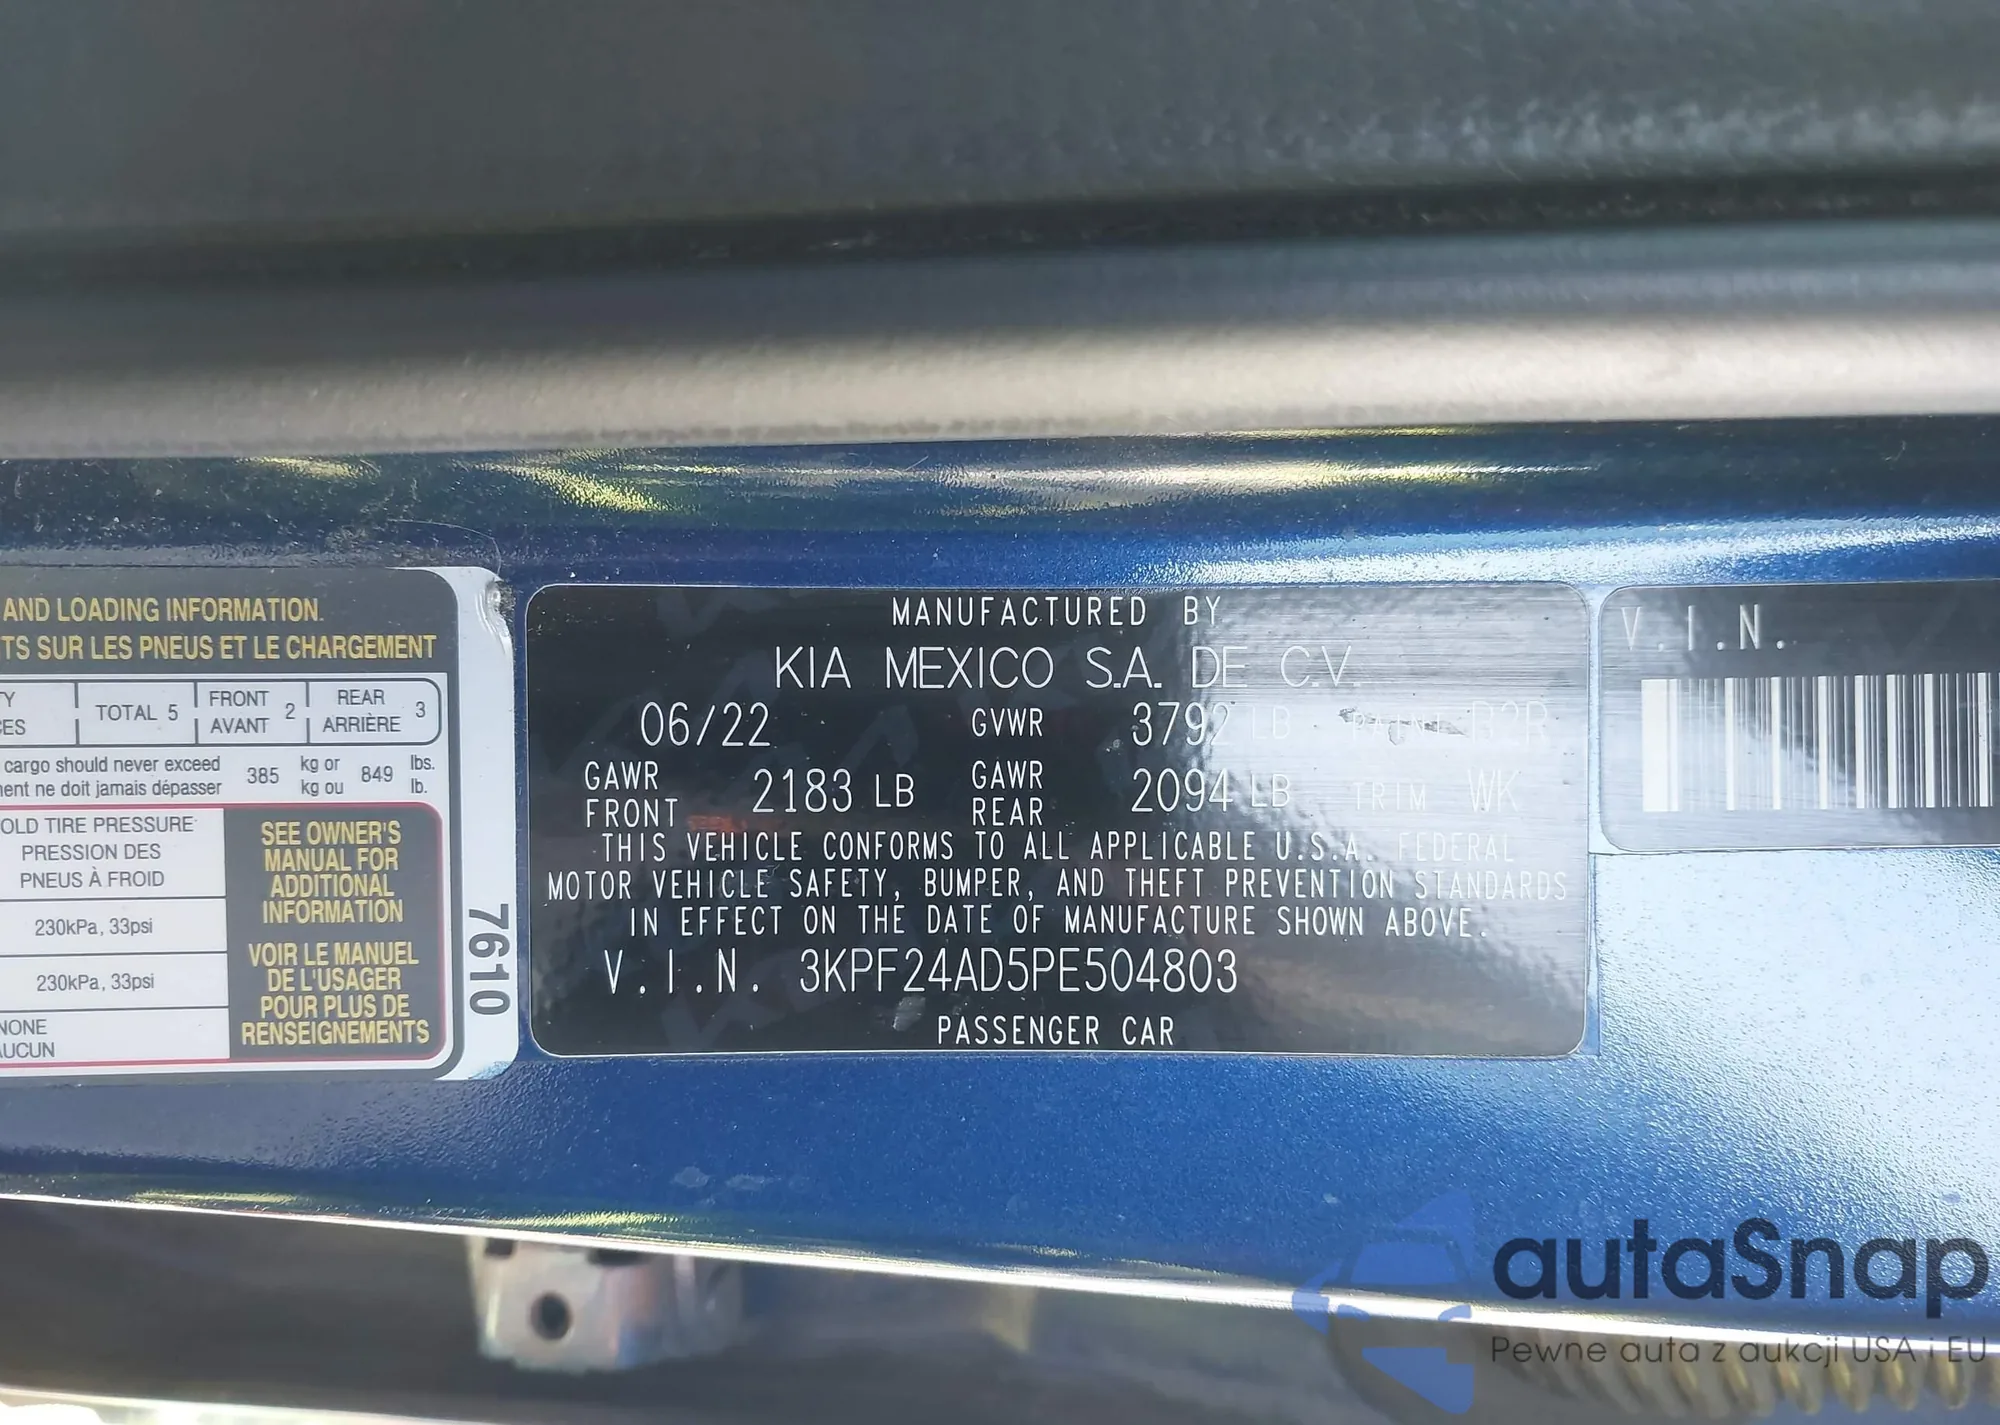 AND LOADING INFORMATION.
TS SUR LES PNEUS ET LE CHARGEMENT
TY
CES
TOTAL 5
FRONT
AVANT
2
REAR
ARRIÈRE
3
cargo should never exceed
ment ne doit jamais dépasser
385
kg or
kg ou
849
lbs.
lb.
OLD TIRE PRESSURE
PRESSION DES
PNEUS À FROID
230kPa, 33psi
230kPa, 33psi
NONE
AUCUN
SEE OWNER'S
MANUAL FOR
ADDITIONAL
INFORMATION
VOIR LE MANUEL
DE L'USAGER
POUR PLUS DE
RENSEIGNEMENTS
7610
MANUFACTURED BY
KIA MEXICO S.A. DE C.V.
06/22 GVWR 3792 LB PAINT B2R
GAWR FRONT 2183 LB GAWR REAR 2094 LB TRIM WK
THIS VEHICLE CONFORMS TO ALL APPLICABLE U.S.A. FEDERAL
MOTOR VEHICLE SAFETY, BUMPER, AND THEFT PREVENTION STANDARDS
IN EFFECT ON THE DATE OF MANUFACTURE SHOWN ABOVE.
V.I.N. 3KPF24AD5PE504803
PASSENGER CAR
V.I.N.
autaSnap
Pewne auta z aukcji USA i EU